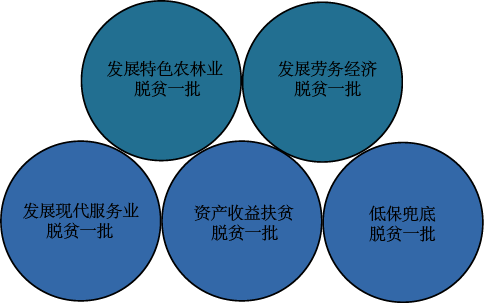 发展特色农林业
脱贫一批
发展劳务经济
脱贫一批
发展现代服务业
脱贫一批
资产收益扶贫
脱贫一批
低保兜底
脱贫一批